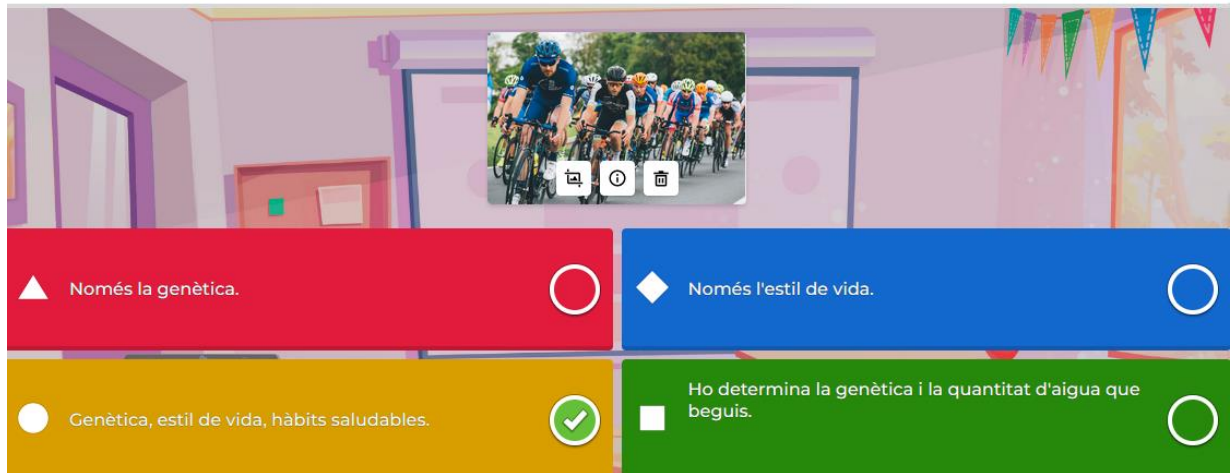 Només la genètica.
Només l'estil de vida.
Genètica, estil de vida, hàbits saludables.
Ho determina la genètica i la quantitat d'aigua que
beguis.